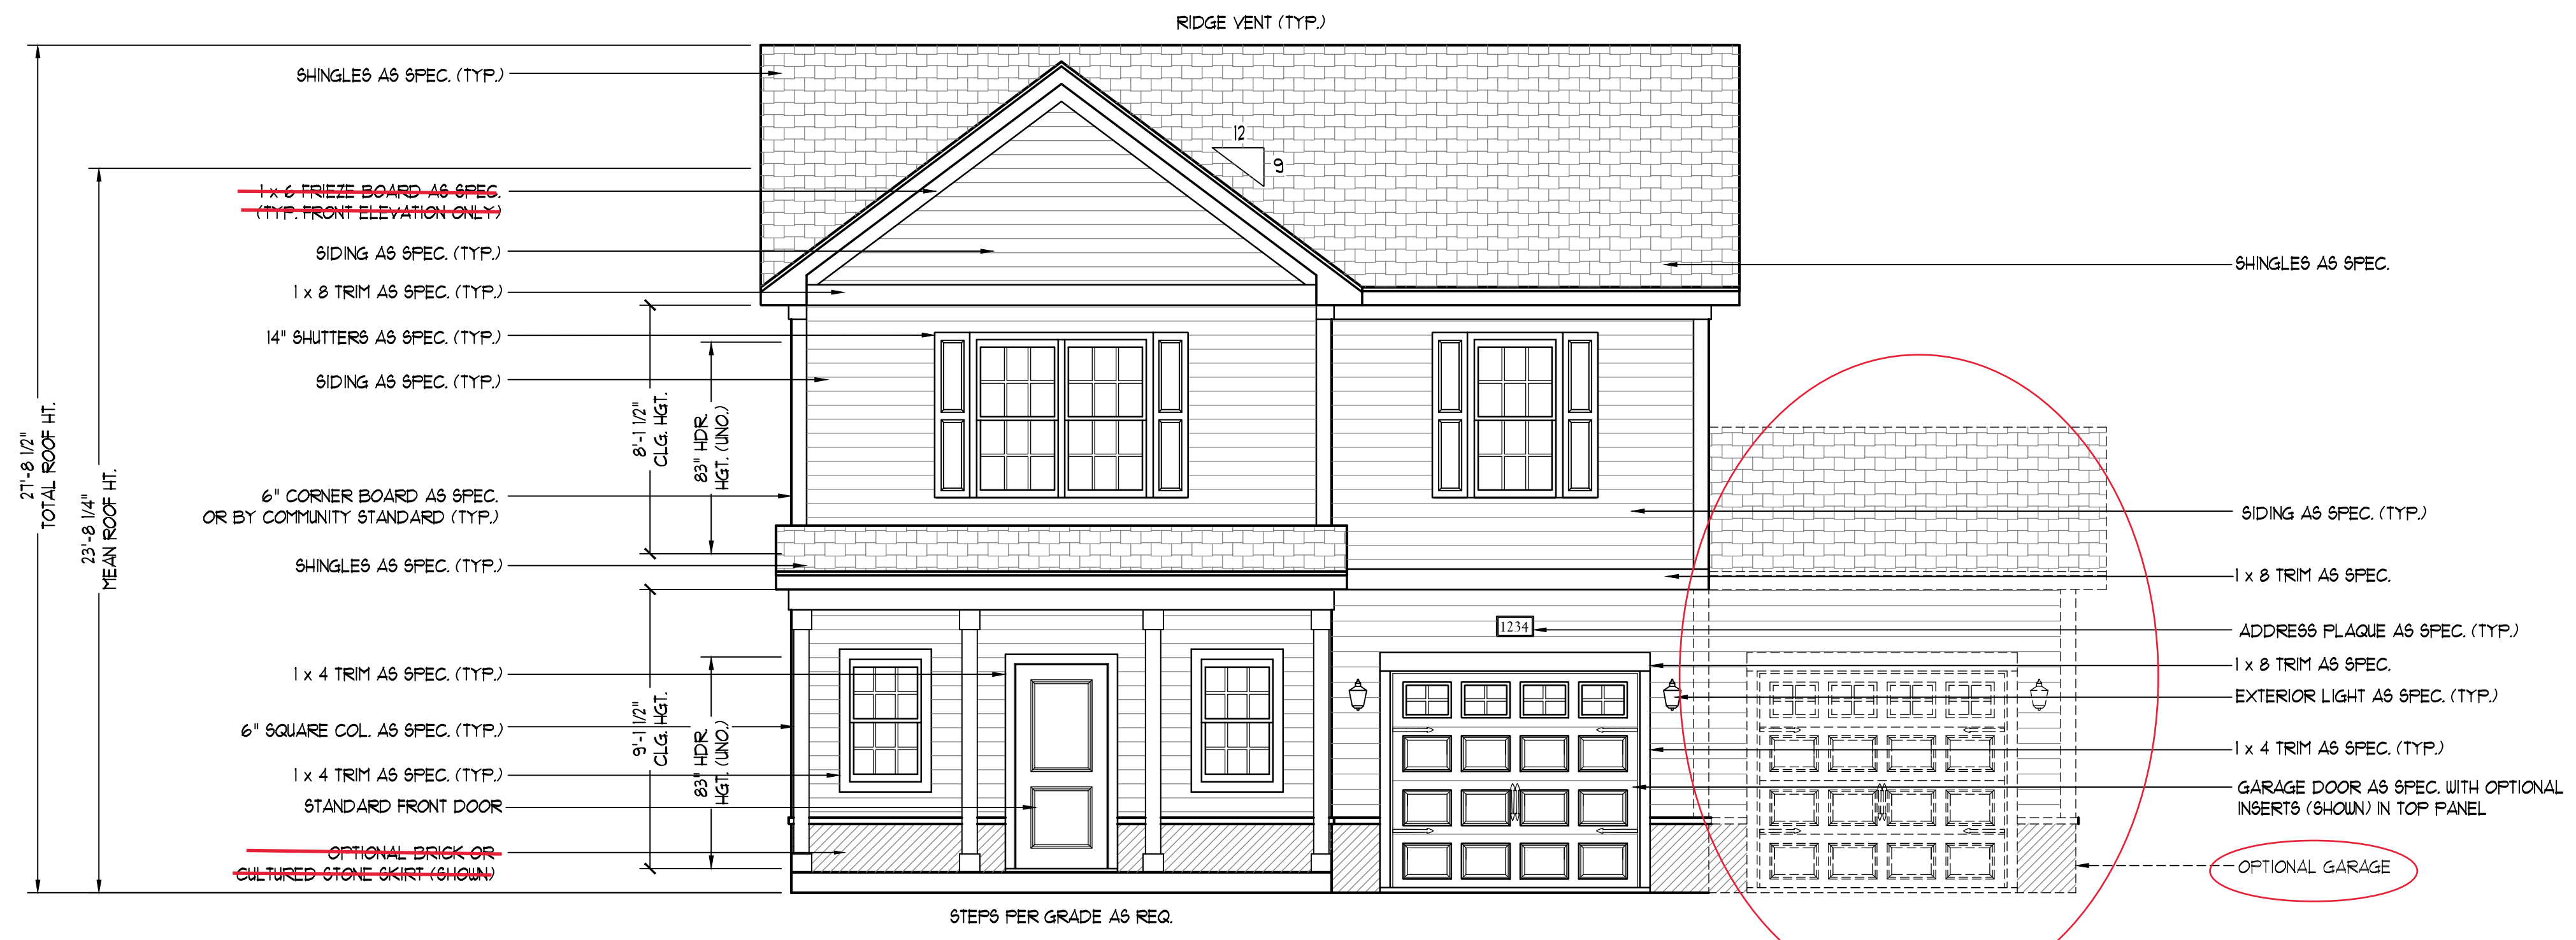 RIDGE VENT (TYP.)
SHINGLES AS SPEC. (TYP.)
12
9
1 x 6 FRIEZE BOARD AS SPEC.
(TYP. FRONT ELEVATION ONLY)
SIDING AS SPEC. (TYP.)
SHINGLES AS SPEC.
1 x 8 TRIM AS SPEC. (TYP.)
14" SHUTTERS AS SPEC. (TYP.)
SIDING AS SPEC. (TYP.)
27'-8 1/2"
TOTAL ROOF HT.
23'-8 1/4"
MEAN ROOF HT.
8'-1 1/2"
CLG. HGT.
83" HDR
HGT. (UNO.)
6" CORNER BOARD AS SPEC.
OR BY COMMUNITY STANDARD (TYP.)
SIDING AS SPEC. (TYP.)
SHINGLES AS SPEC. (TYP.)
1 x 8 TRIM AS SPEC.
1234
ADDRESS PLAQUE AS SPEC. (TYP.)
1 x 8 TRIM AS SPEC.
1 x 4 TRIM AS SPEC. (TYP.)
EXTERIOR LIGHT AS SPEC. (TYP.)
9'-1 1/2"
CLG. HGT.
83" HDR
HGT. (UNO.)
6" SQUARE COL. AS SPEC. (TYP.)
1 x 4 TRIM AS SPEC. (TYP.)
1 x 4 TRIM AS SPEC. (TYP.)
STANDARD FRONT DOOR
GARAGE DOOR AS SPEC. WITH OPTIONAL
INSERTS (SHOWN) IN TOP PANEL
OPTIONAL BRICK OR
CULTURED STONE SKIRT (SHOWN)
OPTIONAL GARAGE
STEPS PER GRADE AS REQ.